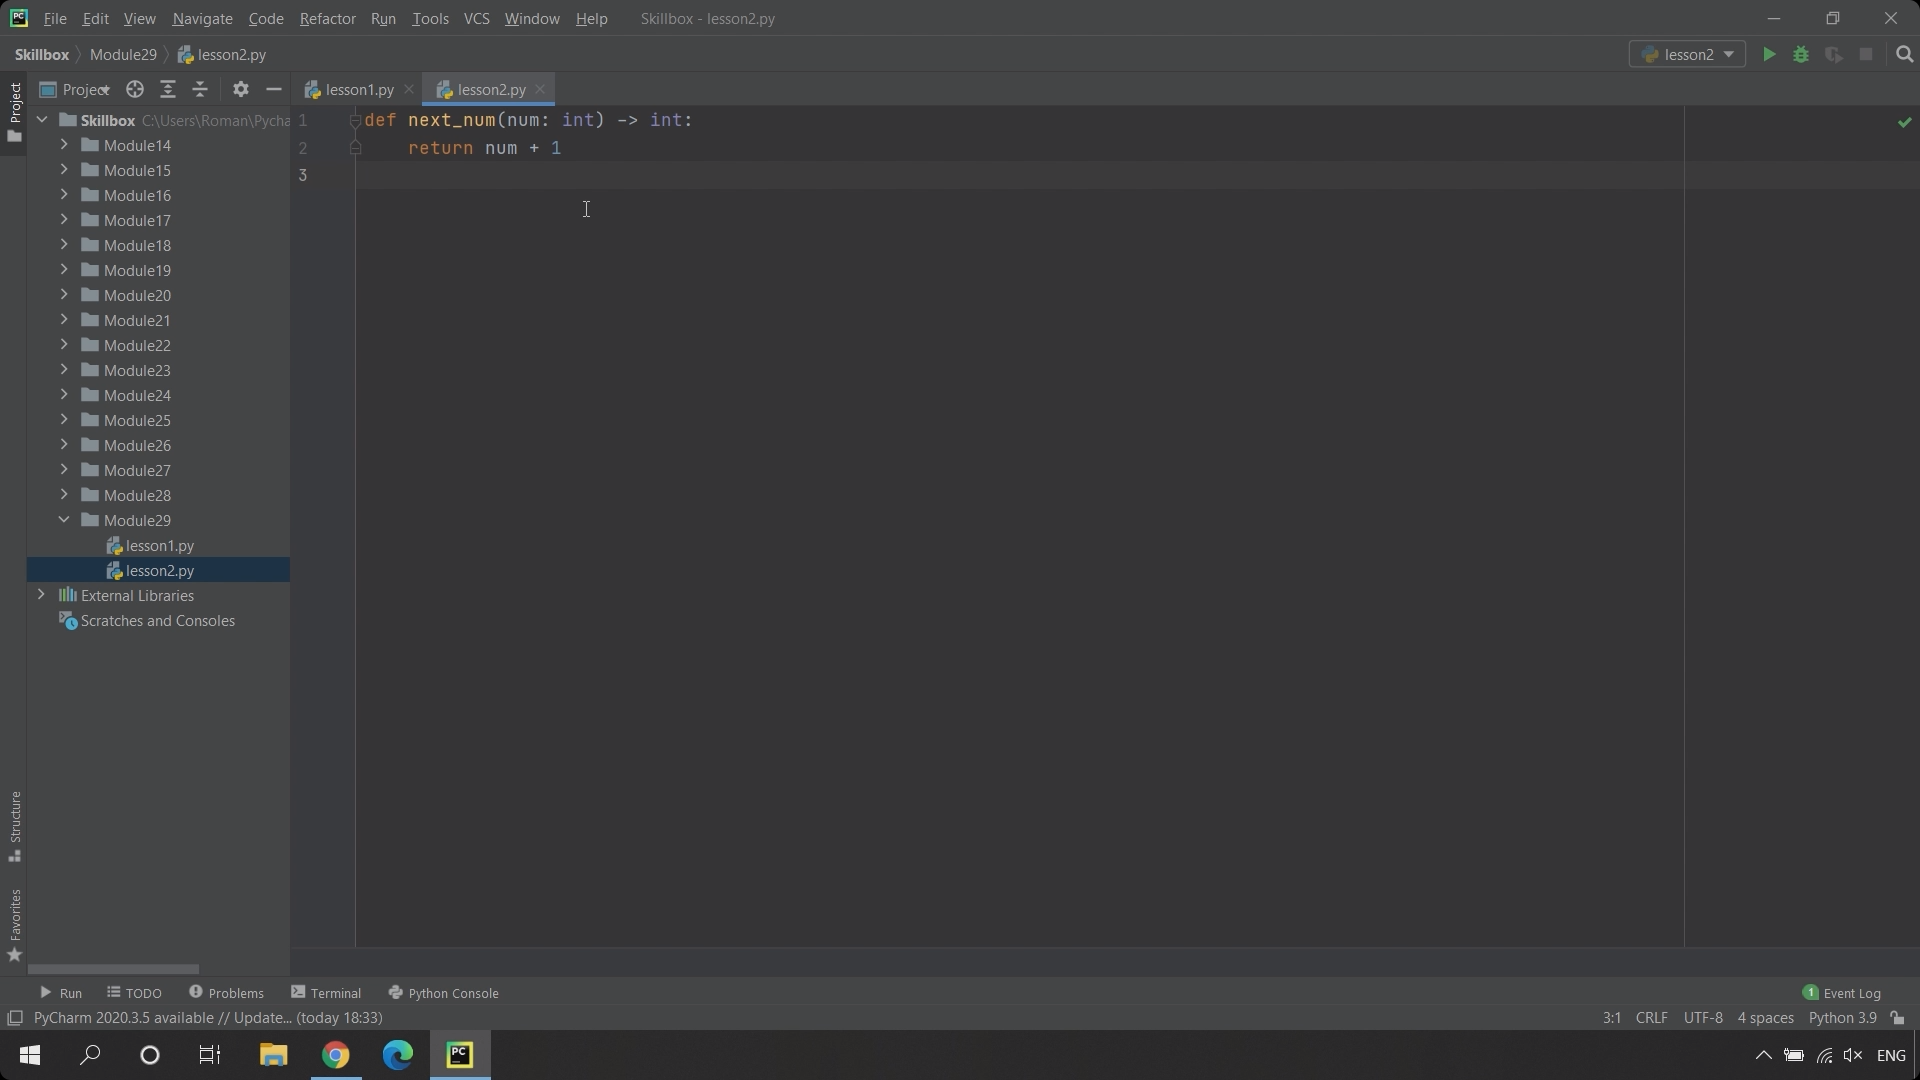 File Edit View Navigate Code Refactor Run Tools VCS Window Help Skillbox - lesson2.py
Skillbox Module29 lesson2.py lesson2
Project lesson1.py lesson2.py
Project
Skillbox C:\Users\Roman\Pycha
Module14
Module15
Module16
Module17
Module18
Module19
Module20
Module21
Module22
Module23
Module24
Module25
Module26
Module27
Module28
Module29
lesson1.py
lesson2.py
External Libraries
Scratches and Consoles
1 def next_num(num: int) -> int:
2 return num + 1
3
Structure
Favorites
Run TODO Problems Terminal Python Console 1 Event Log
PyCharm 2020.3.5 available // Update... (today 18:33) 3:1 CRLF UTF-8 4 spaces Python 3.9
PC ENG